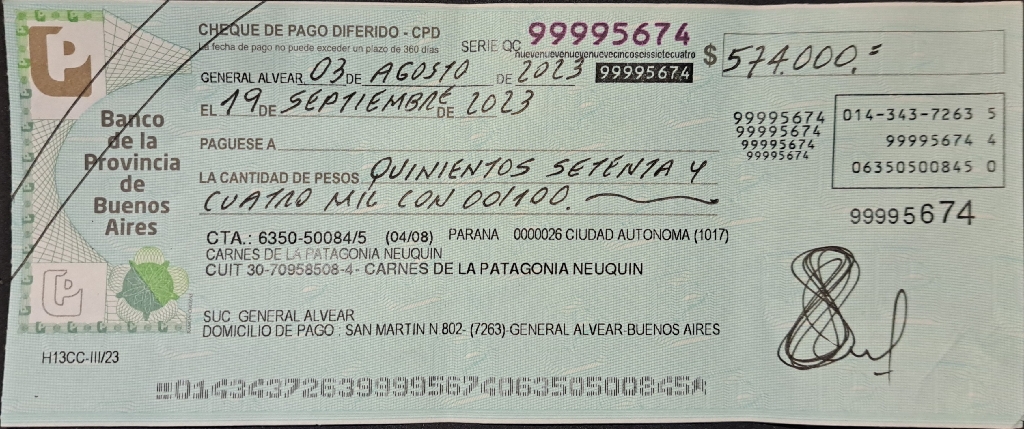 CHEQUE DE PAGO DIFERIDO - CPD
La fecha de pago no puede exceder un plazo de 360 días
SERIE QC 99995674
nuevenuevenuevenuevecincoseissietecuatro
$ 574.000.=
GENERAL ALVEAR, 03 DE AGOSTO DE 2023 99995674
EL 19 DE SEPTIEMBRE DE 2023
Banco
de la
Provincia
de
Buenos
Aires
PAGUESE A
99995674
99995674
99995674
99995674
014-343-7263 5
99995674 4
06350500845 0
LA CANTIDAD DE PESOS QUINIENTOS SETENTA Y
CUATRO MIL CON 00/100.
99995674
CTA.: 6350-50084/5 (04/08) PARANA 0000026 CIUDAD AUTONOMA (1017)
CARNES DE LA PATAGONIA NEUQUIN
CUIT 30-70958508-4- CARNES DE LA PATAGONIA NEUQUIN
SUC GENERAL ALVEAR
DOMICILIO DE PAGO : SAN MARTIN N 802- (7263)-GENERAL ALVEAR-BUENOS AIRES
H13CC-III/23
01434372639999567406350500845